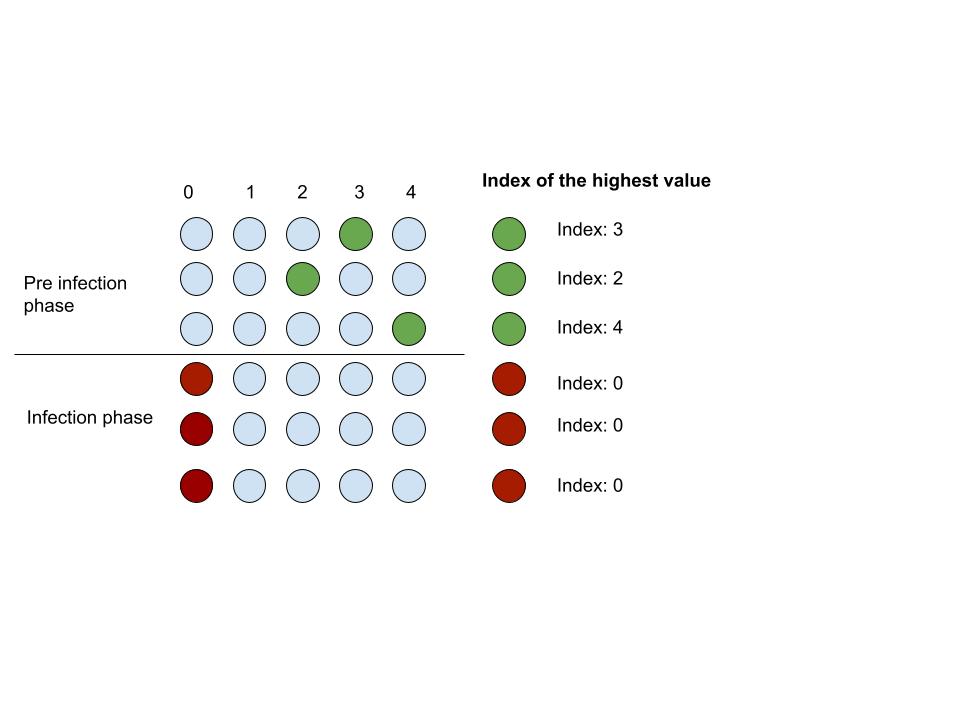 Index of the highest value
0 1 2 3 4
Index: 3
Pre infection
phase
Index: 2
Index: 4
Index: 0
Infection phase
Index: 0
Index: 0